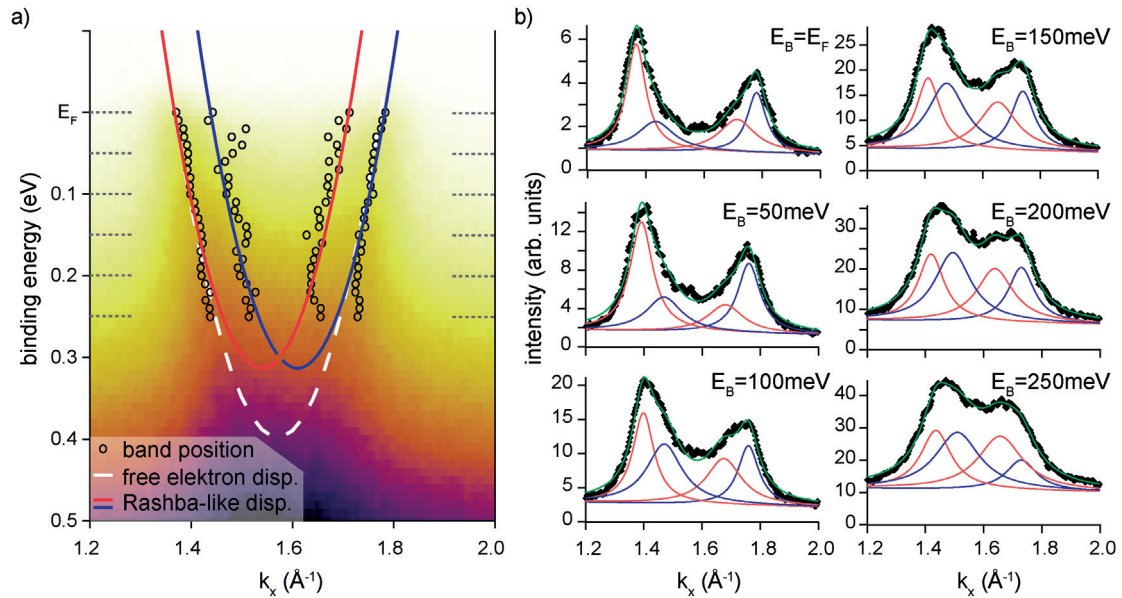 a)
E_F
0.1
0.2
0.3
0.4
0.5
binding energy (eV)
band position
free elektron disp.
Rashba-like disp.
1.2 1.4 1.6 1.8 2.0
k_x (Å⁻¹)
b)
intensity (arb. units)
E_B=E_F
6
4
2
0
E_B=150meV
25
20
15
10
5
0
E_B=50meV
14
12
8
4
0
E_B=200meV
30
20
10
0
E_B=100meV
20
15
10
5
0
1.2 1.4 1.6 1.8 2.0
k_x (Å⁻¹)
E_B=250meV
40
30
20
10
0
1.2 1.4 1.6 1.8 2.0
k_x (Å⁻¹)